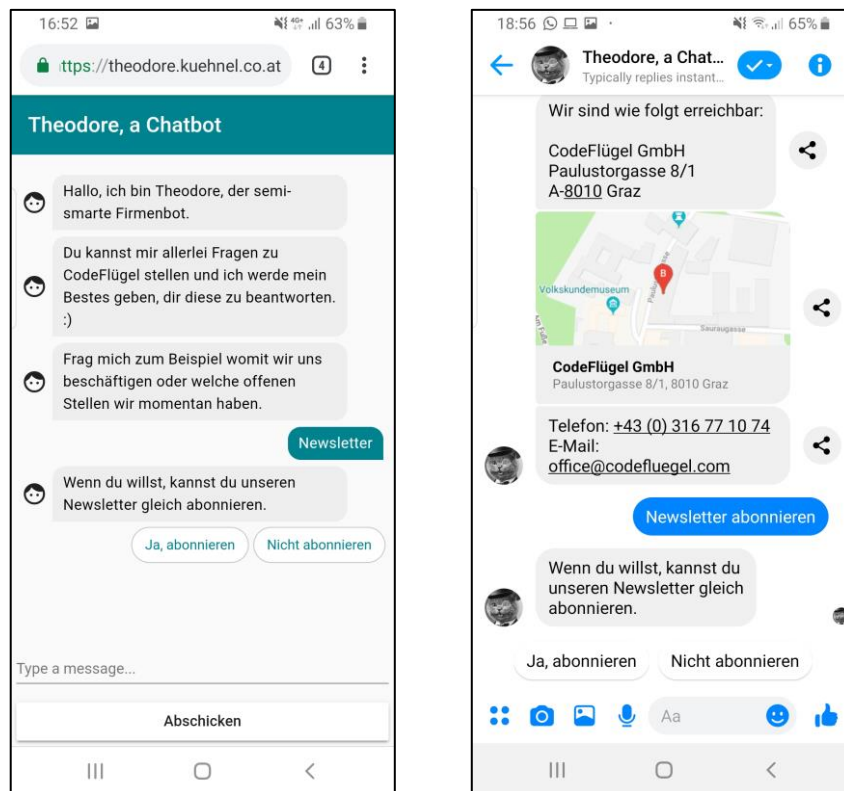 16:52
4G+
63%
ttps://theodore.kuehnel.co.at
4
Theodore, a Chatbot
Hallo, ich bin Theodore, der semi-
smarte Firmenbot.
Du kannst mir allerlei Fragen zu
CodeFlügel stellen und ich werde mein
Bestes geben, dir diese zu beantworten.
:)
Frag mich zum Beispiel womit wir uns
beschäftigen oder welche offenen
Stellen wir momentan haben.
Newsletter
Wenn du willst, kannst du unseren
Newsletter gleich abonnieren.
Ja, abonnieren
Nicht abonnieren
Type a message...
Abschicken
18:56
65%
Theodore, a Chat...
Typically replies instant...
Wir sind wie folgt erreichbar:
CodeFlügel GmbH
Paulustorgasse 8/1
A-8010 Graz
Volkskundemuseum
B
Sauraugasse
CodeFlügel GmbH
Paulustorgasse 8/1, 8010 Graz
Telefon: +43 (0) 316 77 10 74
E-Mail:
office@codefluegel.com
Newsletter abonnieren
Wenn du willst, kannst du
unseren Newsletter gleich
abonnieren.
Ja, abonnieren
Nicht abonnieren
Aa